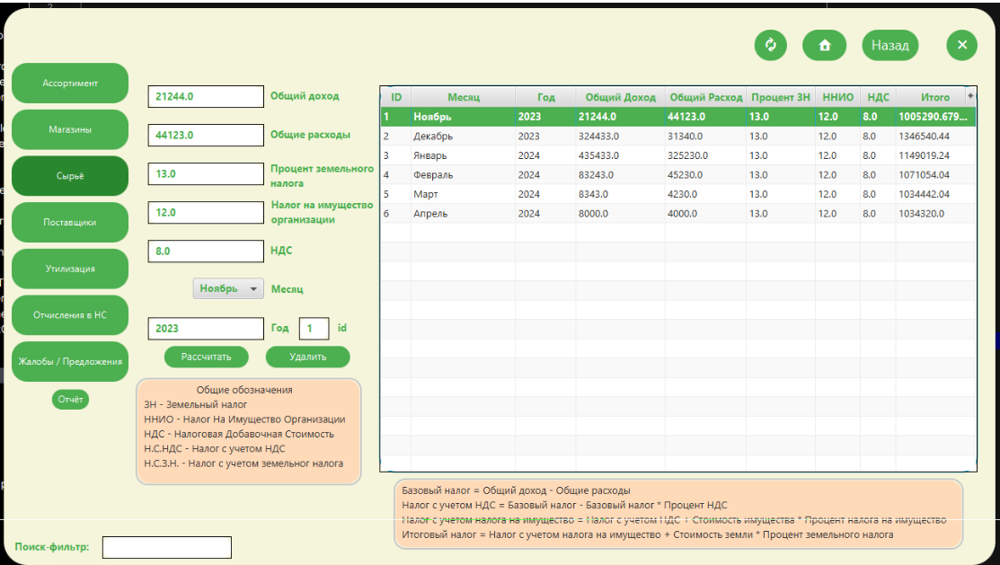 2
Назад
Ассортимент
Магазины
Сырьё
Поставщики
Утилизация
Отчисления в НС
Жалобы / Предложения
Отчёт
21244.0 Общий доход
44123.0 Общие расходы
13.0 Процент земельного
налога
12.0 Налог на имущество
организации
8.0 НДС
Ноябрь Месяц
2023 Год 1 id
Рассчитать Удалить
Общие обозначения
ЗН - Земельный налог
ННИО - Налог На Имущество Организации
НДС - Налоговая Добавочная Стоимость
Н.С.НДС - Налог с учетом НДС
Н.С.З.Н. - Налог с учетом земельног налога
ID Месяц Год Общий Доход Общий Расход Процент ЗН ННИО НДС Итого +
1 Ноябрь 2023 21244.0 44123.0 13.0 12.0 8.0 1005290.679...
2 Декабрь 2023 324433.0 31340.0 13.0 12.0 8.0 1346540.44
3 Январь 2024 435433.0 325230.0 13.0 12.0 8.0 1149019.24
4 Февраль 2024 83243.0 45230.0 13.0 12.0 8.0 1071054.04
5 Март 2024 8343.0 4230.0 13.0 12.0 8.0 1034442.04
6 Апрель 2024 8000.0 4000.0 13.0 12.0 8.0 1034320.0
Базовый налог = Общий доход - Общие расходы
Налог с учетом НДС = Базовый налог - Базовый налог * Процент НДС
Налог с учетом налога на имущество = Налог с учетом НДС + Стоимость имущества * Процент налога на имущество
Итоговый налог = Налог с учетом налога на имущество + Стоимость земли * Процент земельного налога
Поиск-фильтр: